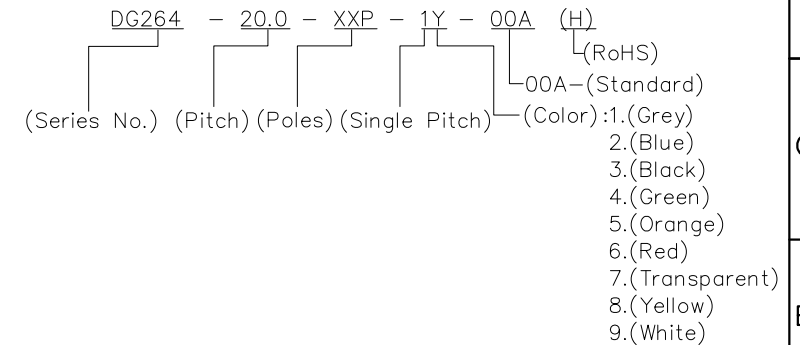 DG264 - 20.0 - XXP - 1Y - 00A (H)
(RoHS)
00A-(Standard)
(Series No.) (Pitch) (Poles) (Single Pitch) (Color):1.(Grey)
2.(Blue)
3.(Black)
4.(Green)
5.(Orange)
6.(Red)
7.(Transparent)
8.(Yellow)
9.(White)